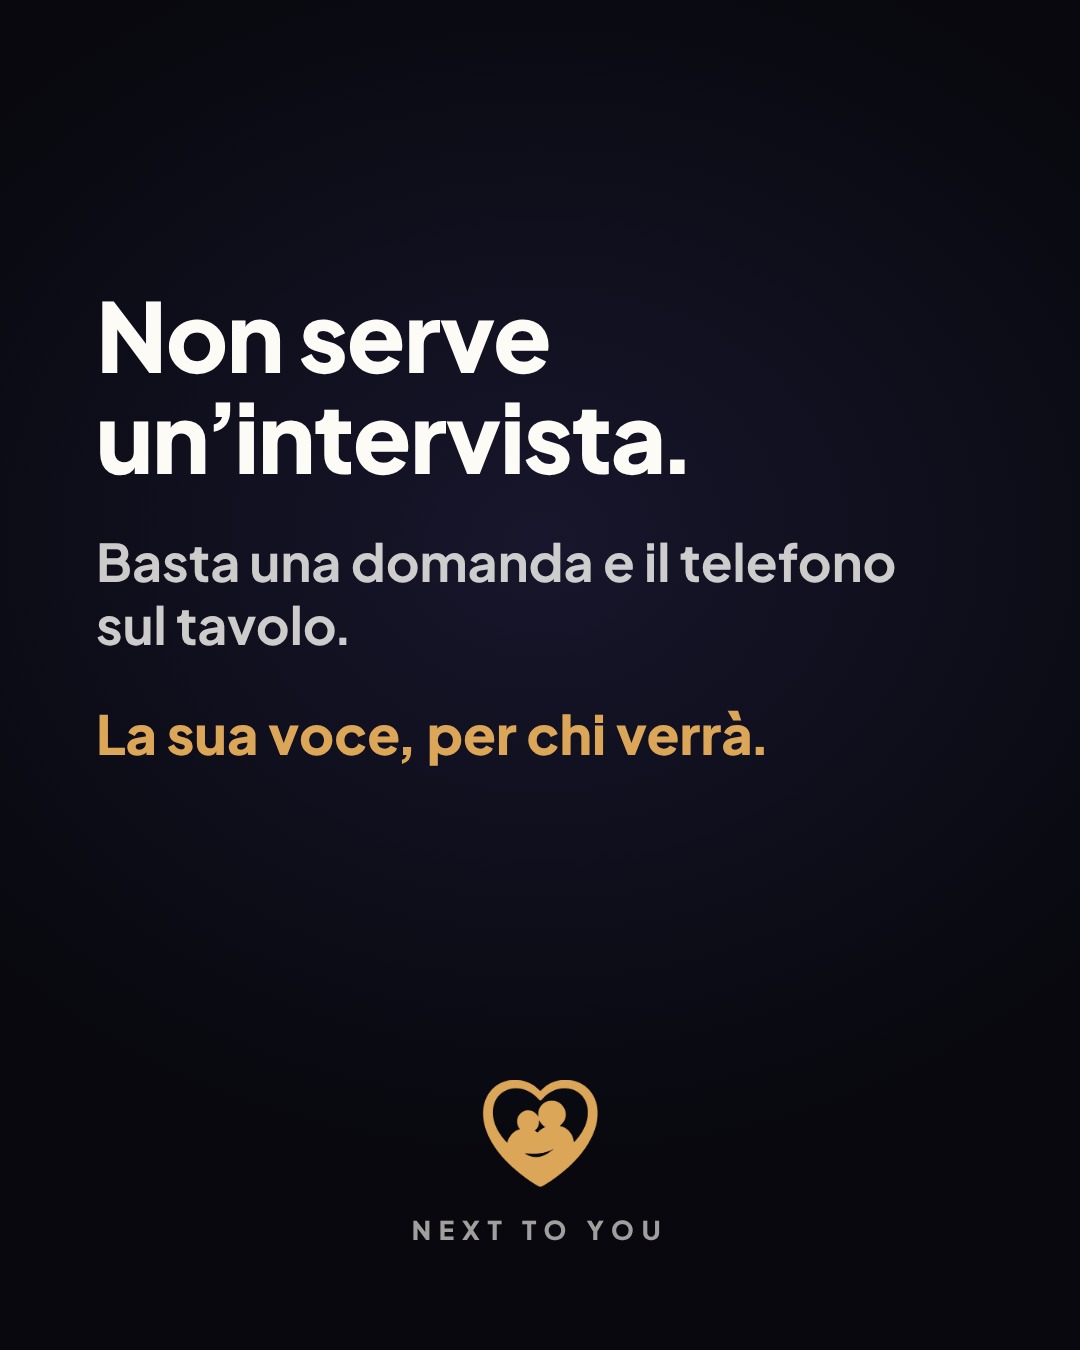 Non serve
un’intervista.
Basta una domanda e il telefono
sul tavolo.
La sua voce, per chi verrà.
NEXT TO YOU